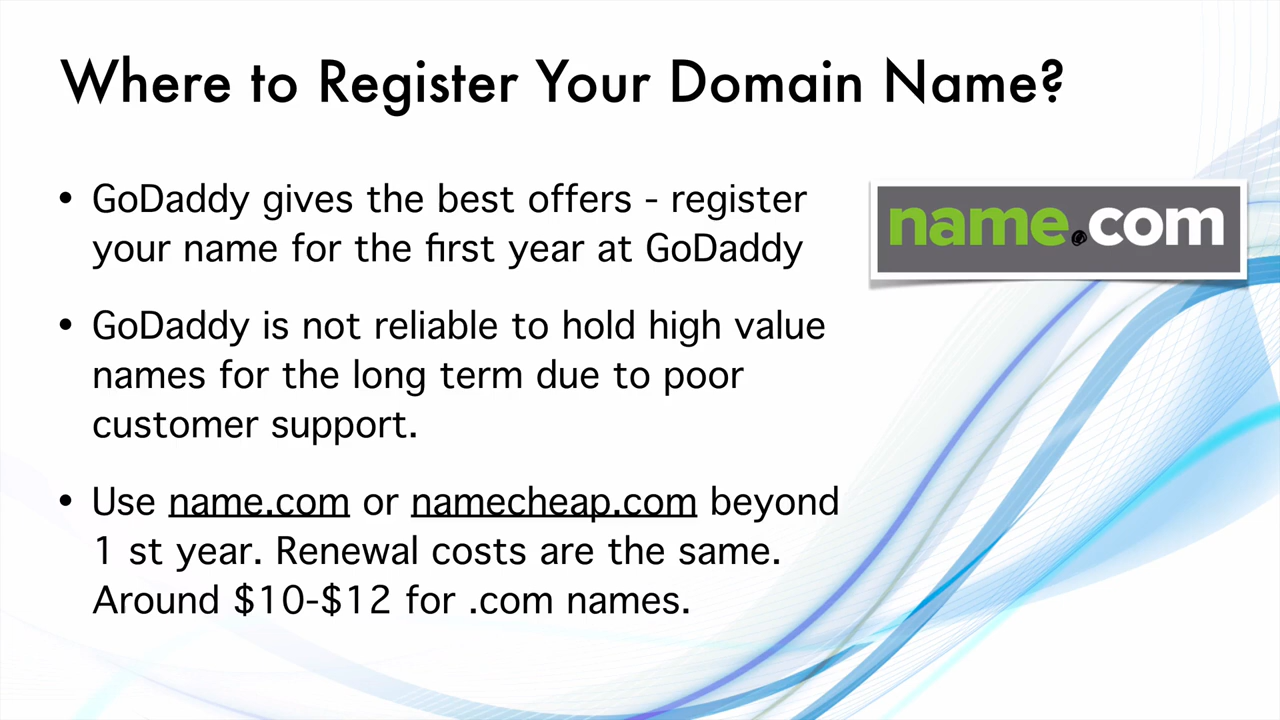 Where to Register Your Domain Name?
• GoDaddy gives the best offers - register
your name for the first year at GoDaddy
name.com
• GoDaddy is not reliable to hold high value
names for the long term due to poor
customer support.
• Use name.com or namecheap.com beyond
1 st year. Renewal costs are the same.
Around $10-$12 for .com names.